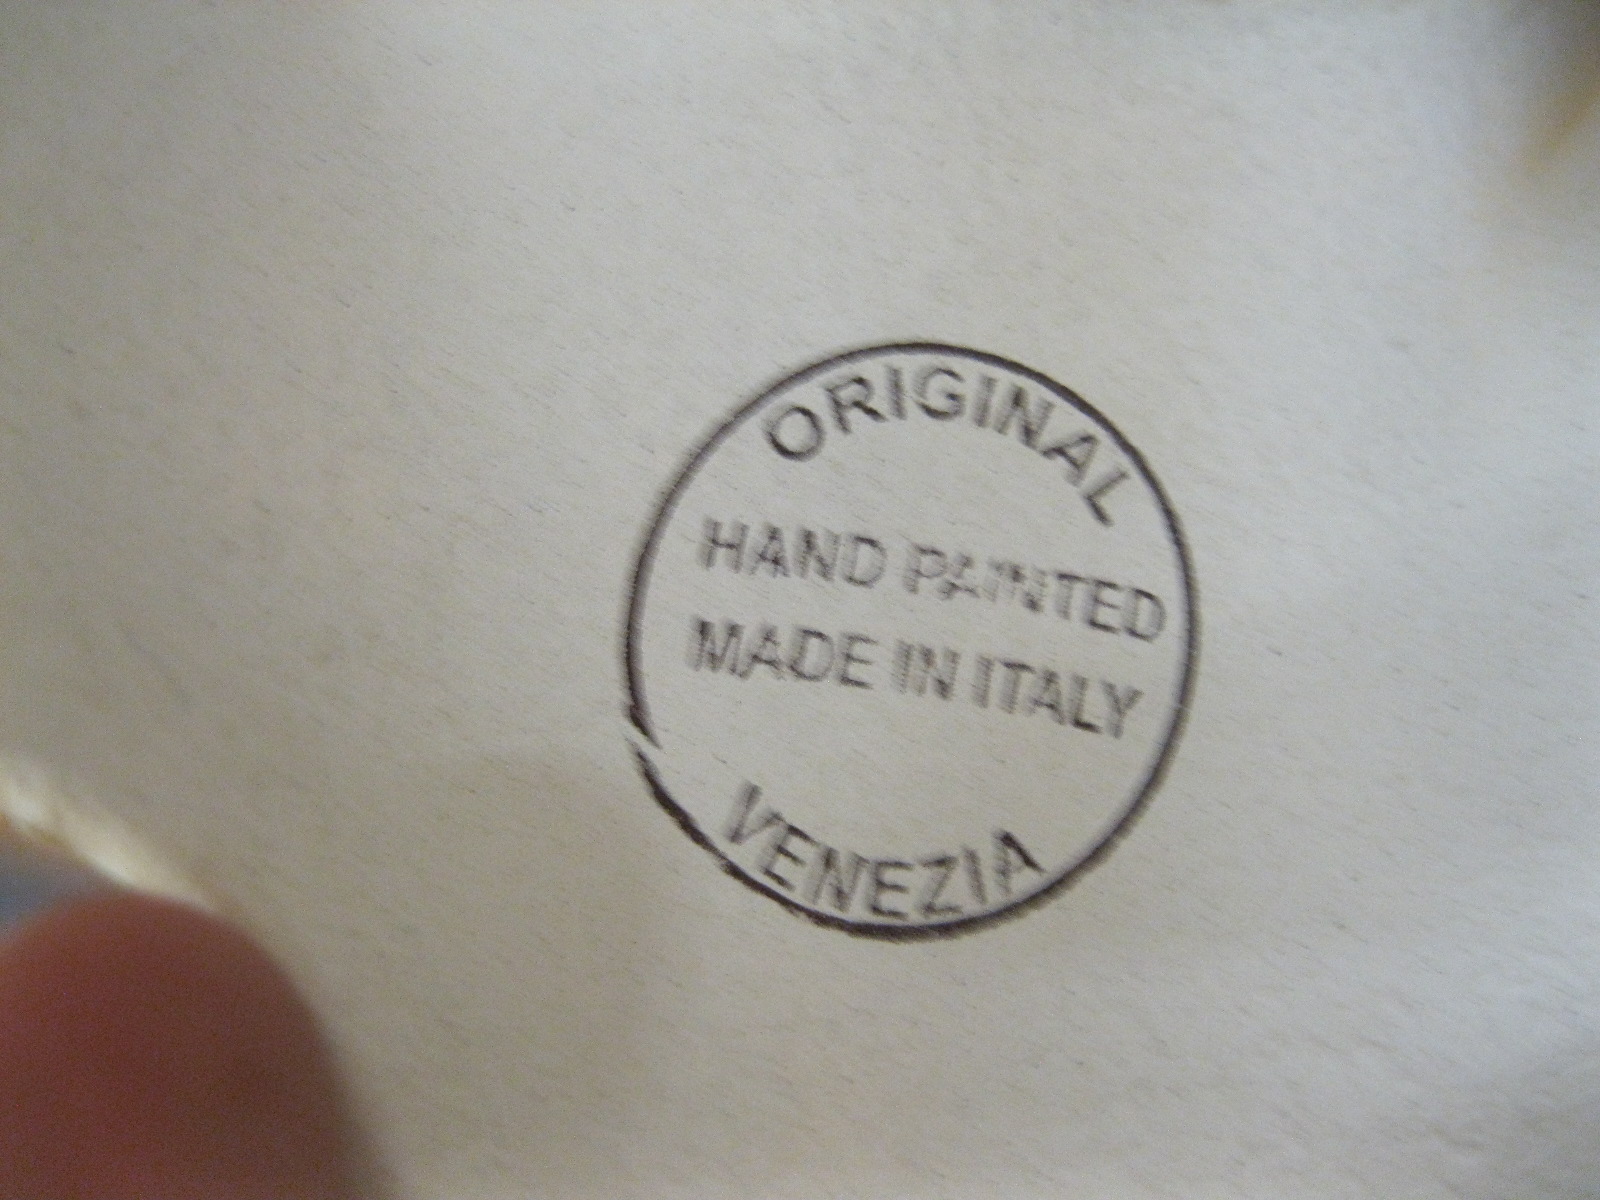 ORIGINAL
HAND PAINTED
MADE IN ITALY
VENEZIA